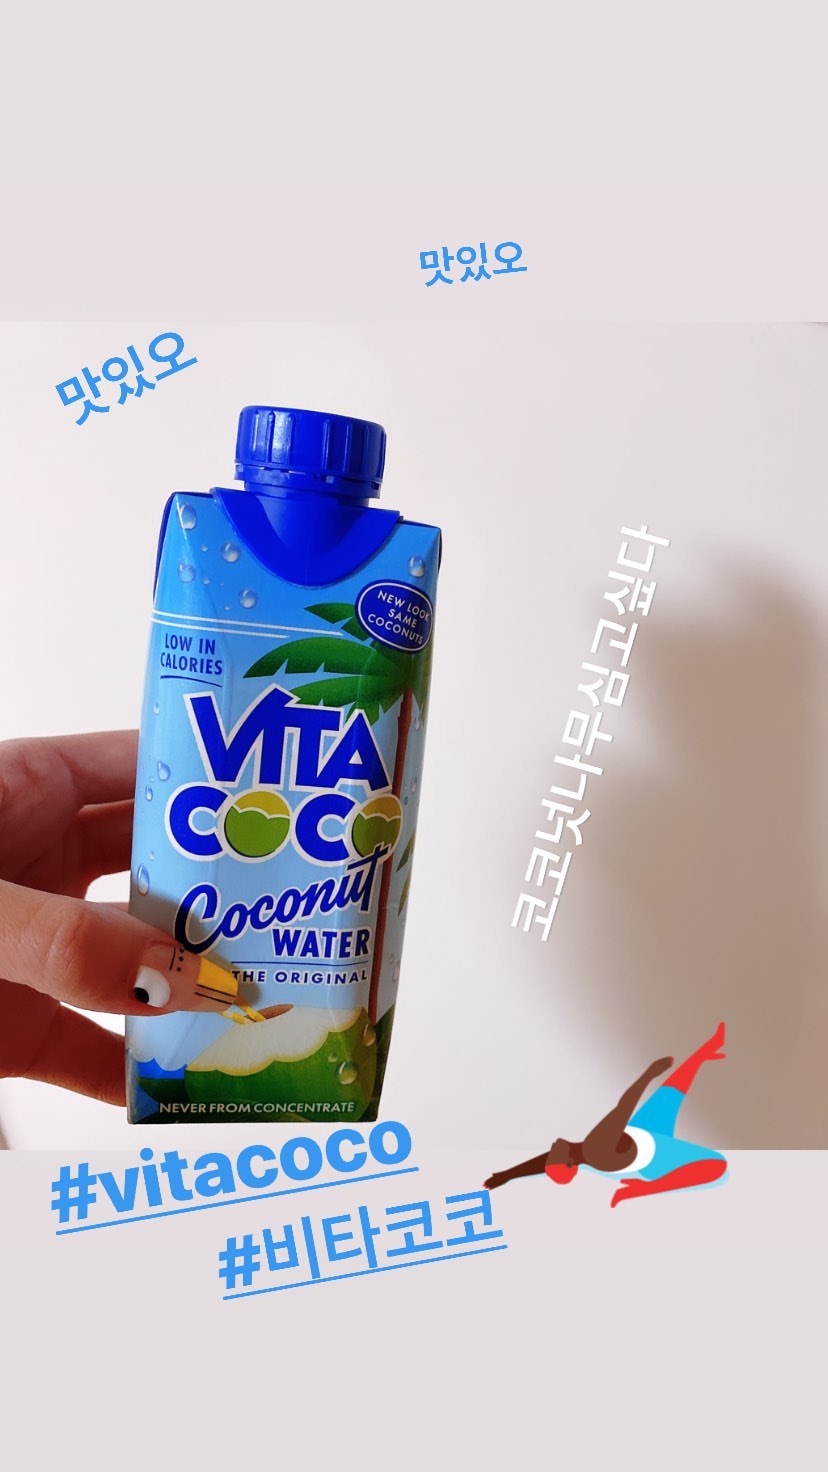 맛있오
맛있오
NEW LOOK
SAME
COCONUTS
LOW IN
CALORIES
VITA
COCO
Coconut
WATER
THE ORIGINAL
NEVER FROM CONCENTRATE
코코넛나무심고싶다
#vitacoco
#비타코코